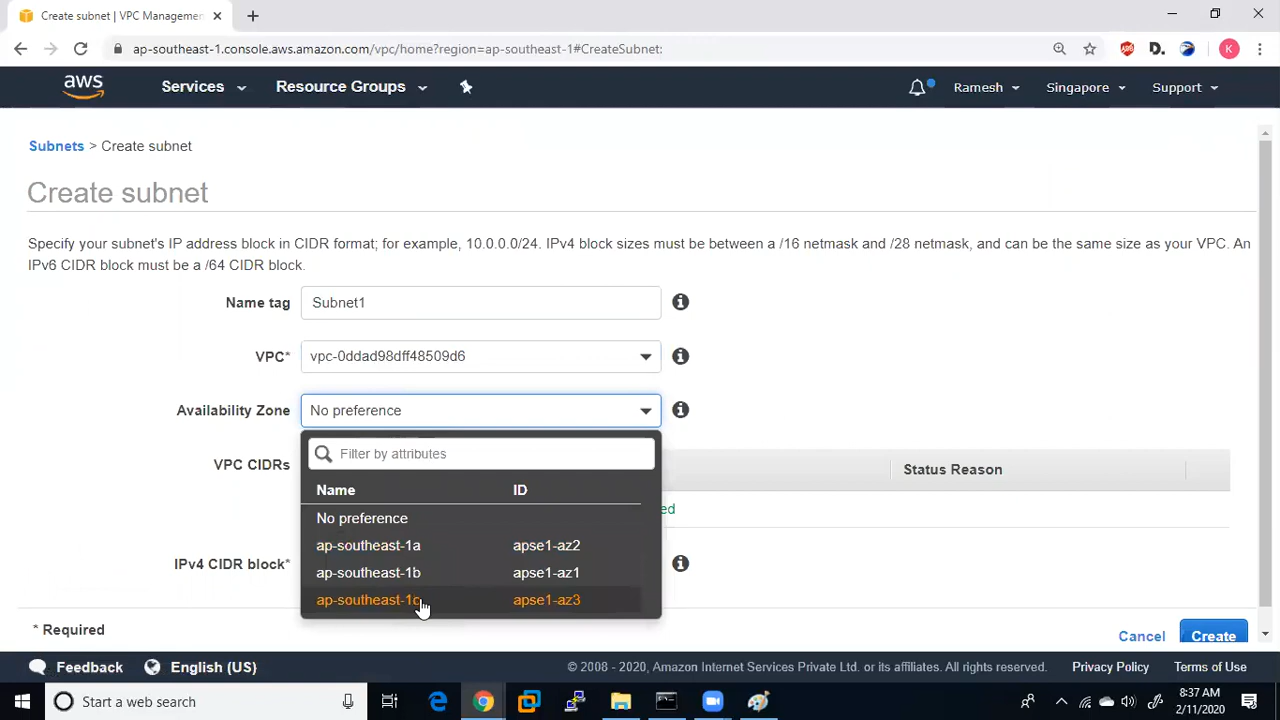 Create subnet | VPC Managemen
ap-southeast-1.console.aws.amazon.com/vpc/home?region=ap-southeast-1#CreateSubnet:
ABP
D.
K
aws
Services
Resource Groups
Ramesh
Singapore
Support
Subnets > Create subnet
Create subnet
Specify your subnet's IP address block in CIDR format; for example, 10.0.0.0/24. IPv4 block sizes must be between a /16 netmask and /28 netmask, and can be the same size as your VPC. An
IPv6 CIDR block must be a /64 CIDR block.
Name tag
Subnet1
VPC*
vpc-0ddad98dff48509d6
Availability Zone
No preference
Filter by attributes
VPC CIDRs
Status Reason
Name
ID
No preference
ed
ap-southeast-1a
apse1-az2
IPv4 CIDR block*
ap-southeast-1b
apse1-az1
ap-southeast-1c
apse1-az3
* Required
Cancel
Create
Feedback
English (US)
© 2008 - 2020, Amazon Internet Services Private Ltd. or its affiliates. All rights reserved.
Privacy Policy
Terms of Use
Start a web search
8:37 AM
2/11/2020